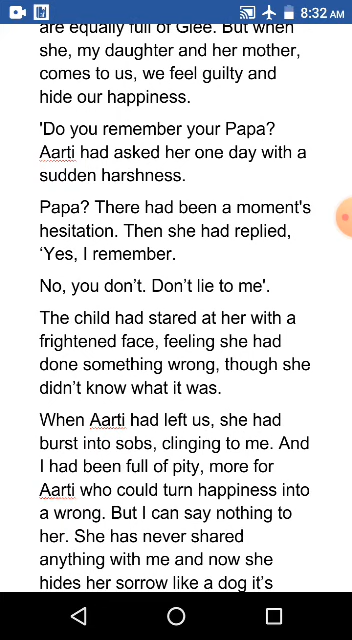 8:32 AM
are equally full of Glee. But when
she, my daughter and her mother,
comes to us, we feel guilty and
hide our happiness.
'Do you remember your Papa?
Aarti had asked her one day with a
sudden harshness.
Papa? There had been a moment's
hesitation. Then she had replied,
‘Yes, I remember.
No, you don’t. Don’t lie to me'.
The child had stared at her with a
frightened face, feeling she had
done something wrong, though she
didn’t know what it was.
When Aarti had left us, she had
burst into sobs, clinging to me. And
I had been full of pity, more for
Aarti who could turn happiness into
a wrong. But I can say nothing to
her. She has never shared
anything with me and now she
hides her sorrow like a dog it’s